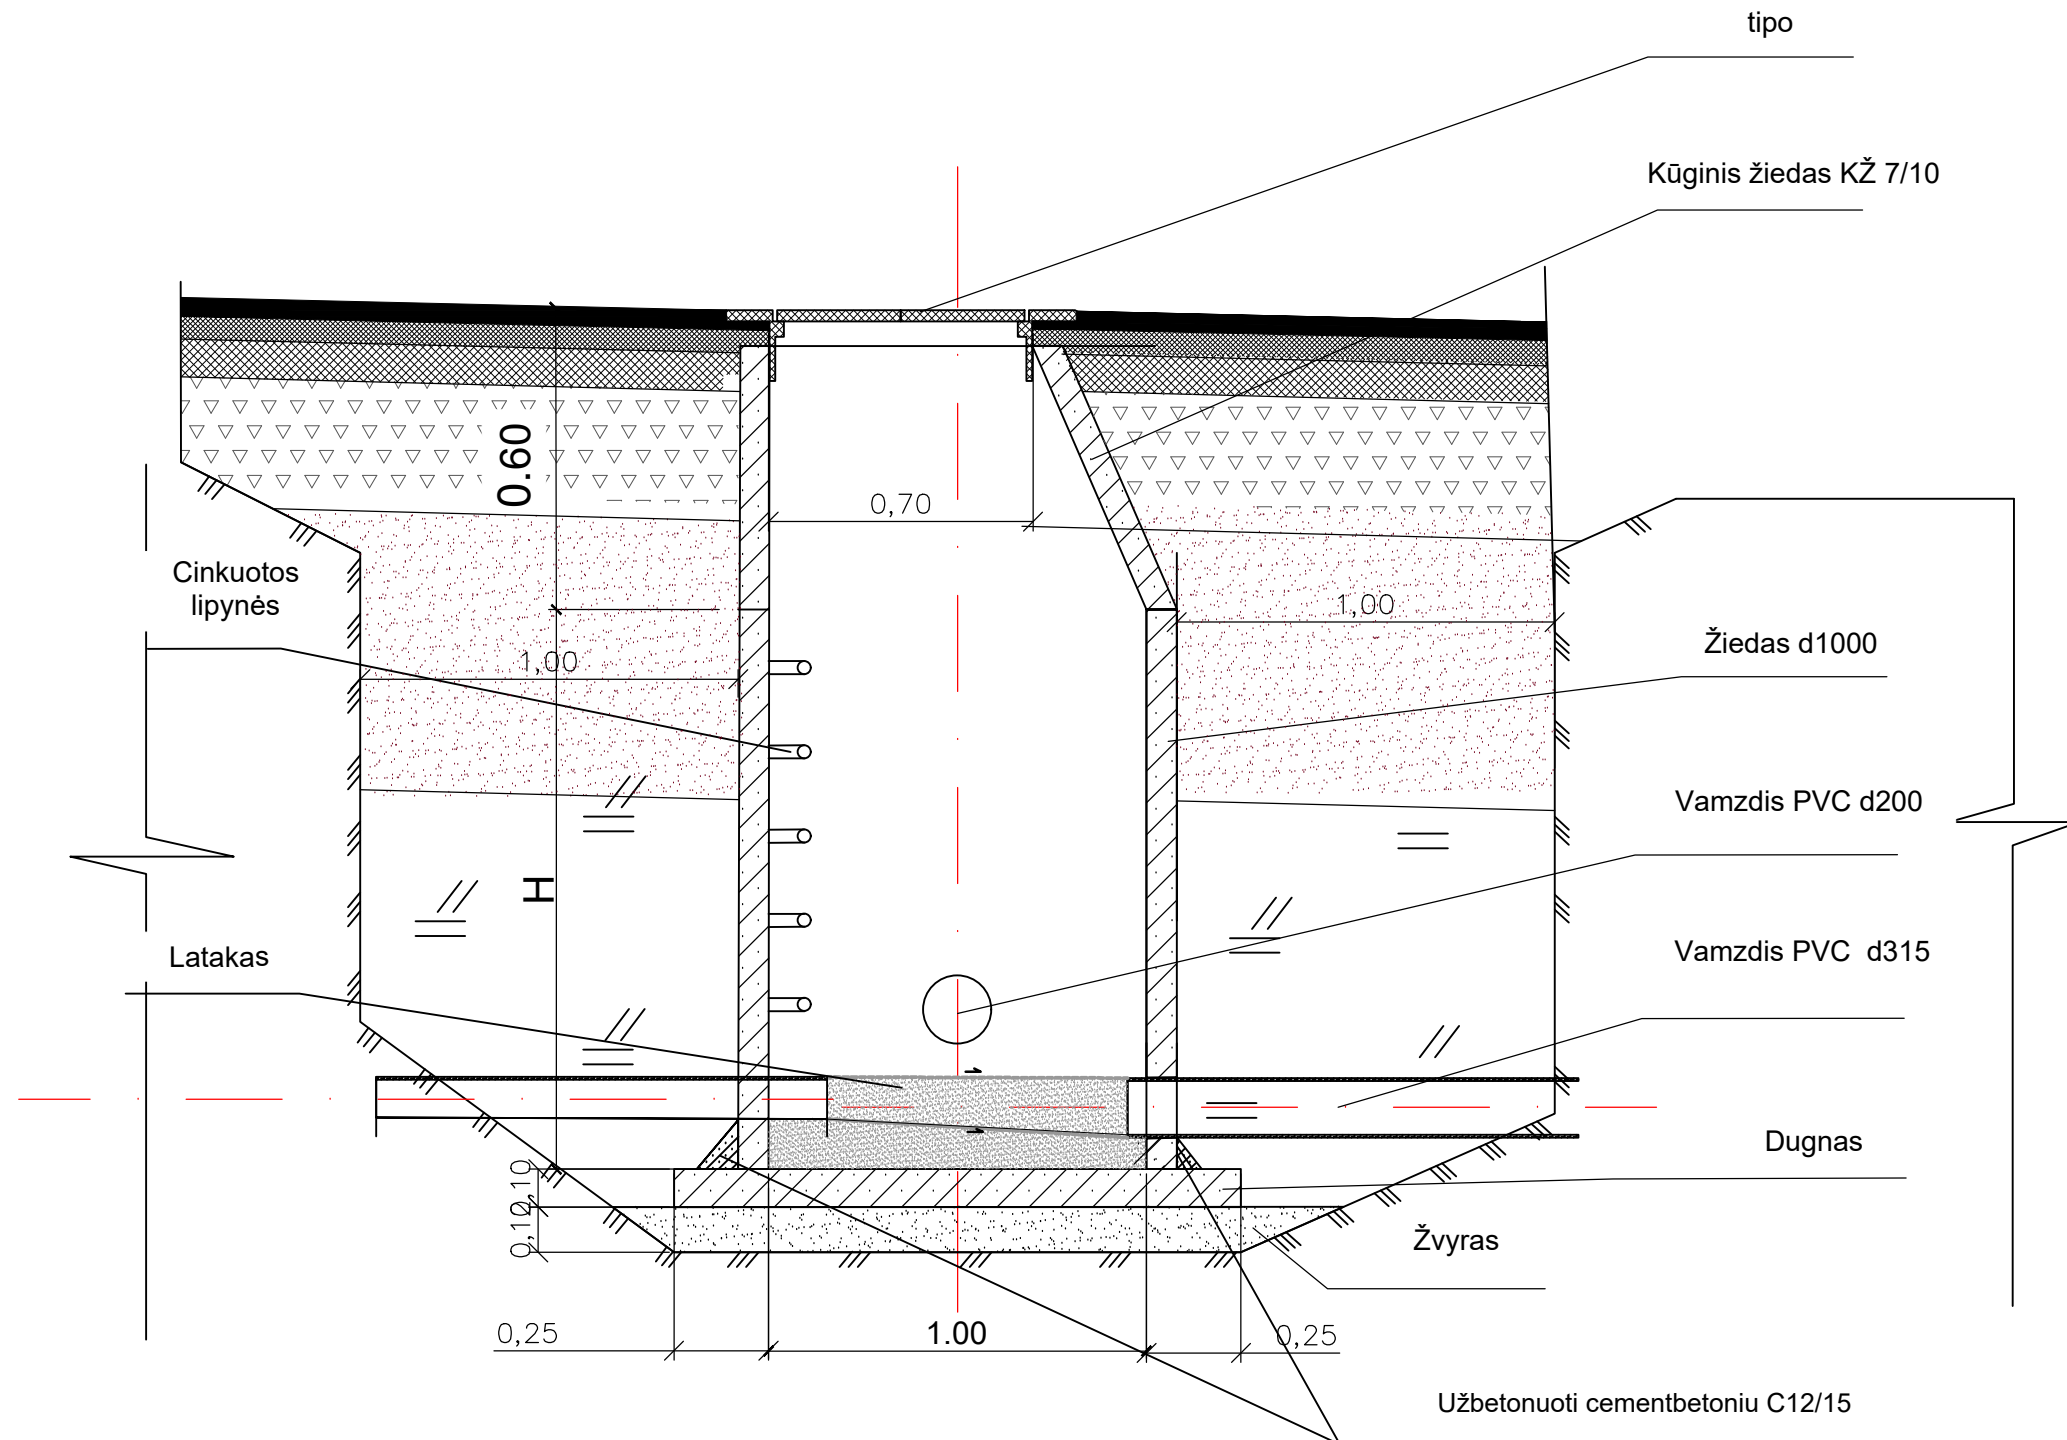 tipo
Kūginis žiedas KŽ 7/10
0.60
0,70
Cinkuotos
lipynės
1,00
1,00
Žiedas d1000
Vamzdis PVC d200
H
Latakas
Vamzdis PVC  d315
Dugnas
0,10
0,12
Žvyras
0,25
1.00
0,25
Užbetonuoti cementbetoniu C12/15